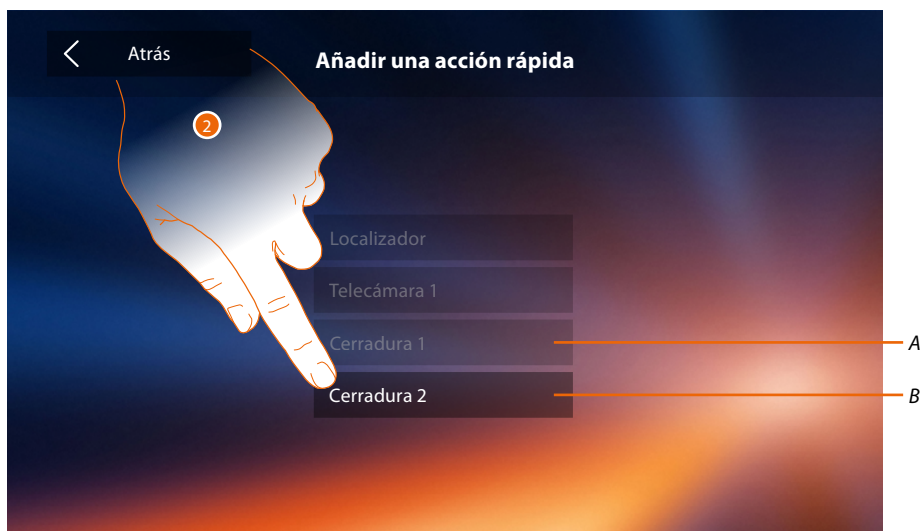 Atrás
Añadir una acción rápida
2
Localizador
Telecámara 1
Cerradura 1
A
Cerradura 2
B